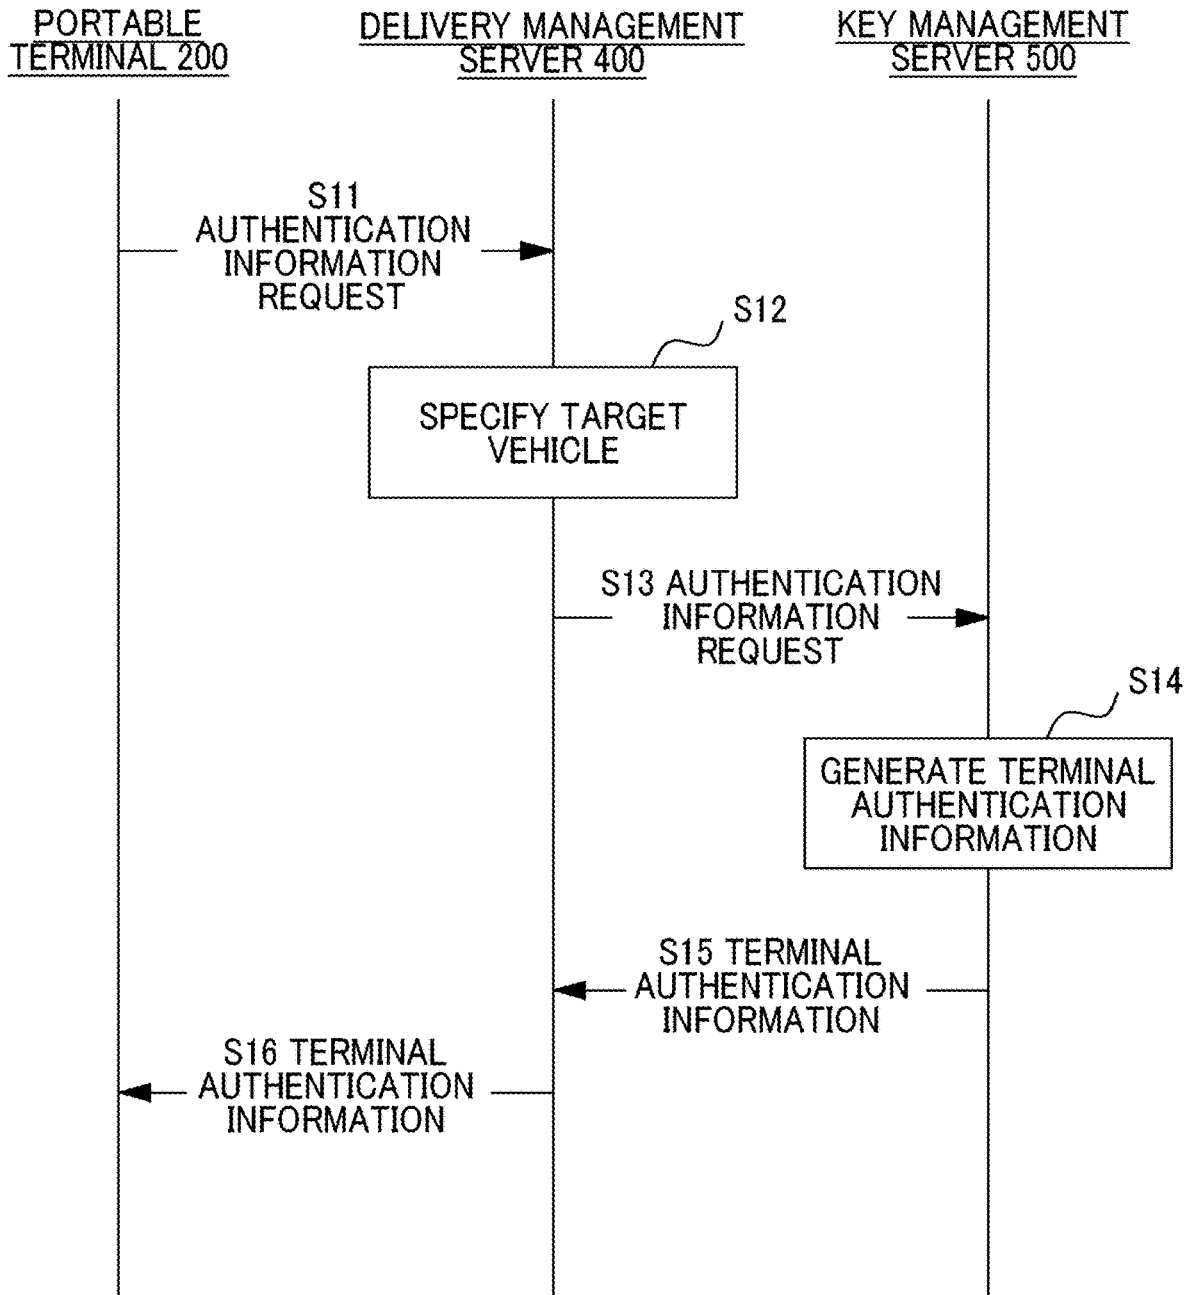 PORTABLE
TERMINAL 200
DELIVERY MANAGEMENT
SERVER 400
KEY MANAGEMENT
SERVER 500
S11
AUTHENTICATION
INFORMATION
REQUEST
S12
SPECIFY TARGET
VEHICLE
S13 AUTHENTICATION
INFORMATION
REQUEST
S14
GENERATE TERMINAL
AUTHENTICATION
INFORMATION
S15 TERMINAL
AUTHENTICATION
INFORMATION
S16 TERMINAL
AUTHENTICATION
INFORMATION